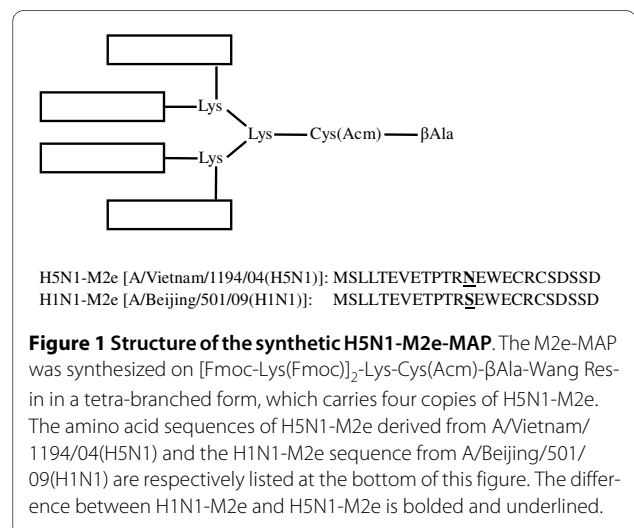 Lys
Lys Cys(Acm) βAla
Lys
H5N1-M2e [A/Vietnam/1194/04(H5N1)]: MSLLTEVETPTRNEWECRCSDSSD
H1N1-M2e [A/Beijing/501/09(H1N1)]: MSLLTEVETPTRSEWECRCSDSSD
Figure 1 Structure of the synthetic H5N1-M2e-MAP. The M2e-MAP
was synthesized on [Fmoc-Lys(Fmoc)]2-Lys-Cys(Acm)-βAla-Wang Res-
in in a tetra-branched form, which carries four copies of H5N1-M2e.
The amino acid sequences of H5N1-M2e derived from A/Vietnam/
1194/04(H5N1) and the H1N1-M2e sequence from A/Beijing/501/
09(H1N1) are respectively listed at the bottom of this figure. The differ-
ence between H1N1-M2e and H5N1-M2e is bolded and underlined.